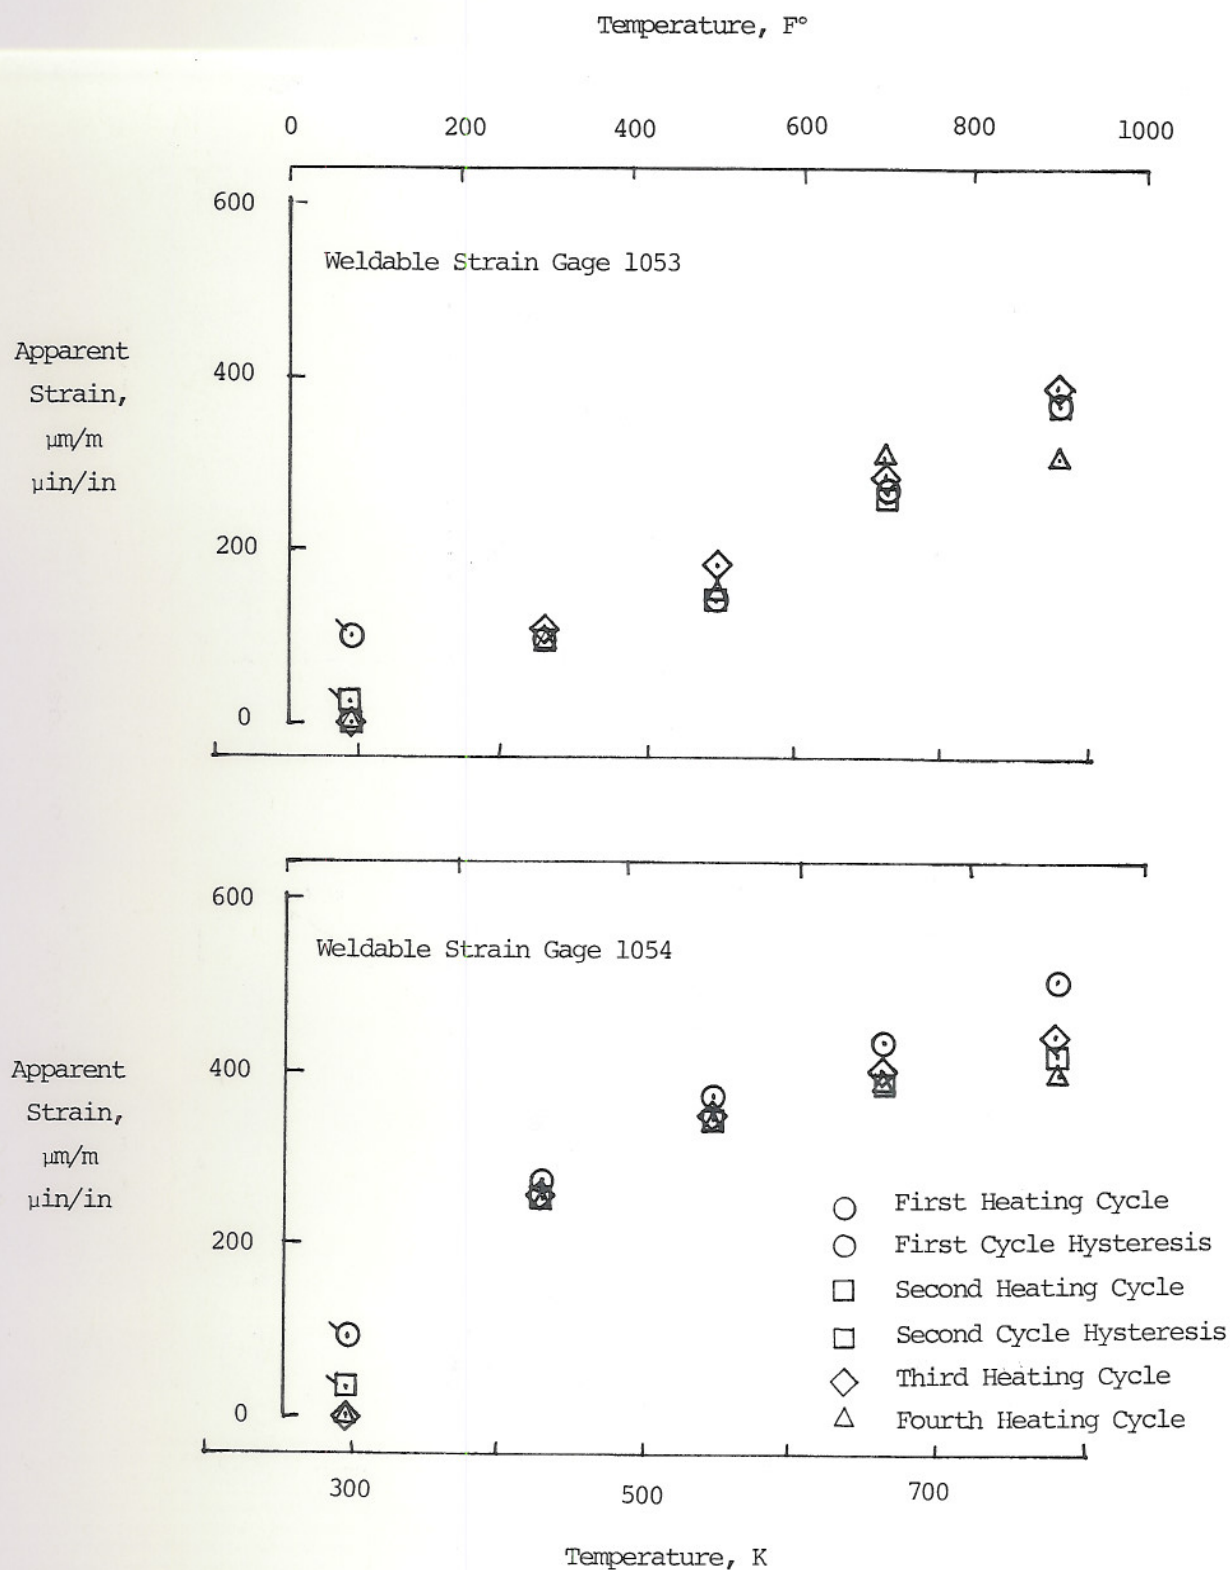 Temperature, F°
0 200 400 600 800 1000
600
Weldable Strain Gage 1053
Apparent
Strain,
µm/m
µin/in
400
200
0
600
Weldable Strain Gage 1054
Apparent
Strain,
µm/m
µin/in
400
200
0
First Heating Cycle
First Cycle Hysteresis
Second Heating Cycle
Second Cycle Hysteresis
Third Heating Cycle
Fourth Heating Cycle
300 500 700
Temperature, K